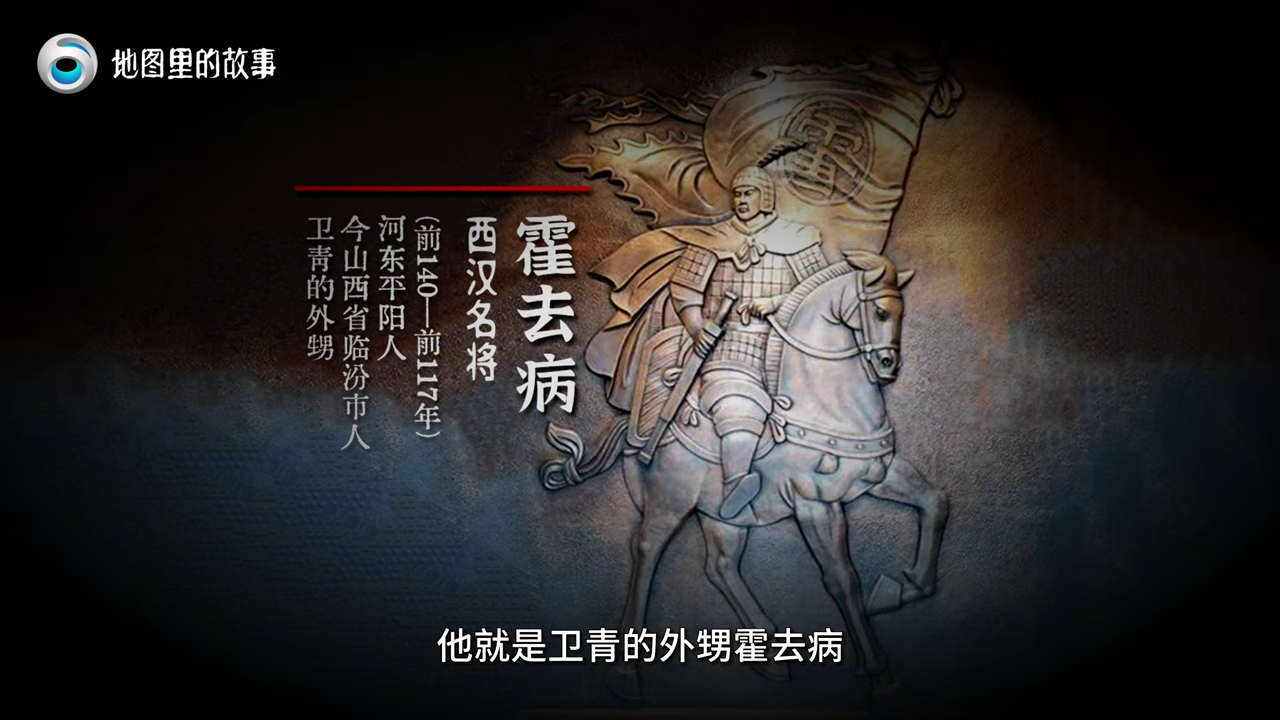 地图里的故事
霍
霍去病
西汉名将
(前140—前117年)
河东平阳人
今山西省临汾市人
卫青的外甥
他就是卫青的外甥霍去病